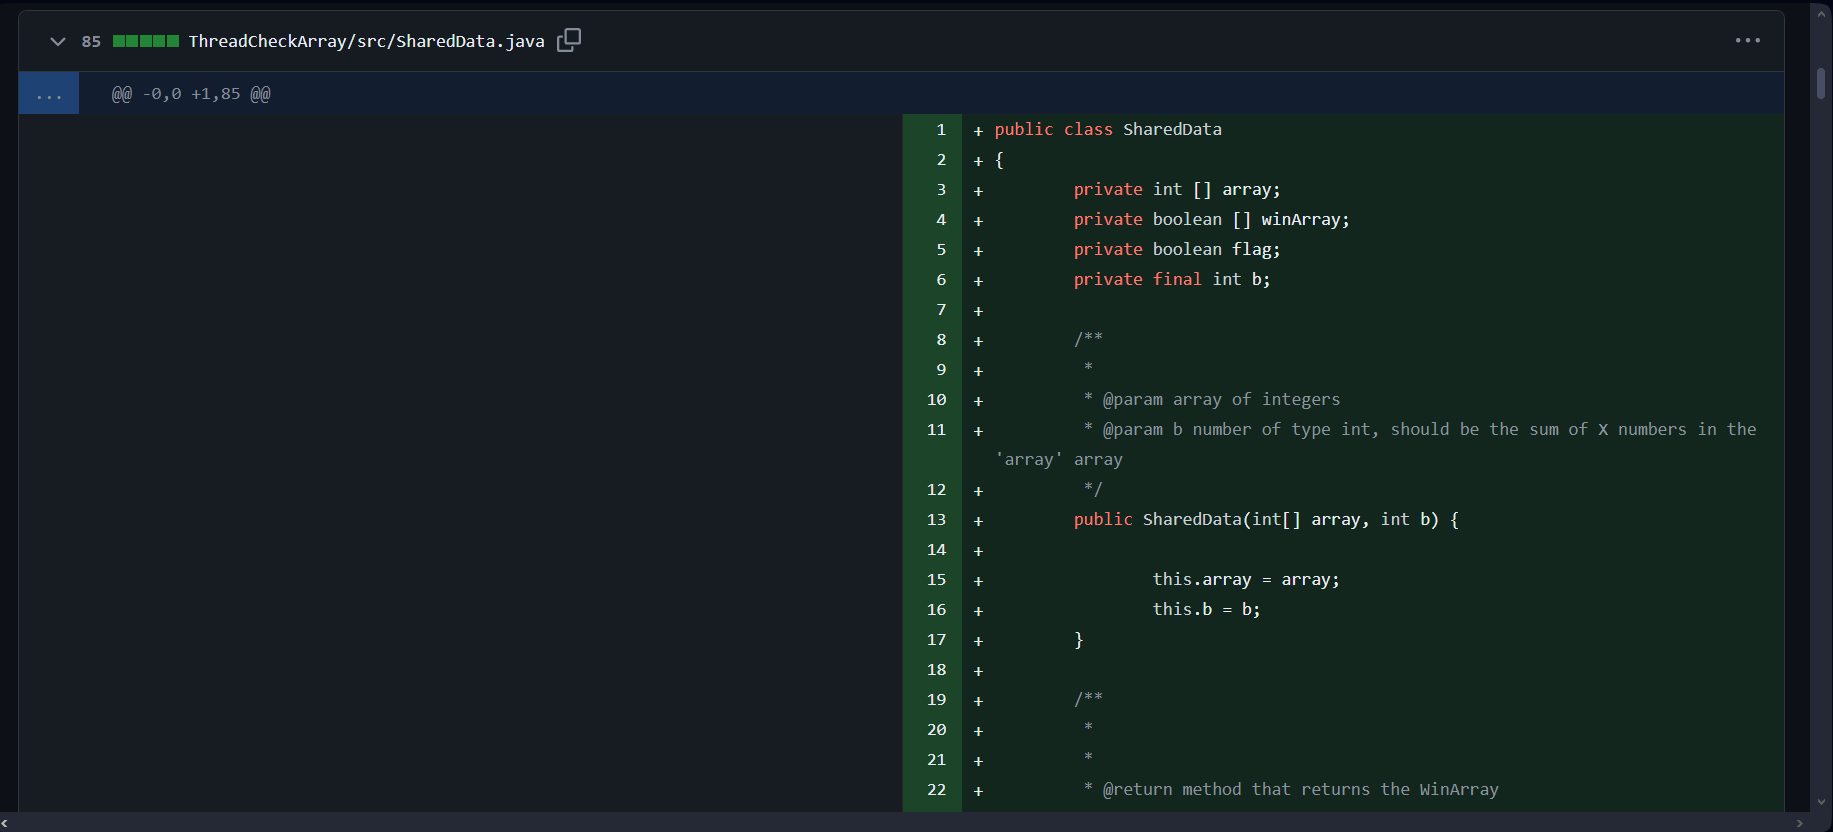 85 ThreadCheckArray/src/SharedData.java
... @@ -0,0 +1,85 @@
1 + public class SharedData
2 + {
3 + private int [] array;
4 + private boolean [] winArray;
5 + private boolean flag;
6 + private final int b;
7 +
8 + /**
9 + *
10 + * @param array of integers
11 + * @param b number of type int, should be the sum of X numbers in the
'array' array
12 + */
13 + public SharedData(int[] array, int b) {
14 +
15 + this.array = array;
16 + this.b = b;
17 + }
18 +
19 + /**
20 + *
21 + *
22 + * @return method that returns the WinArray